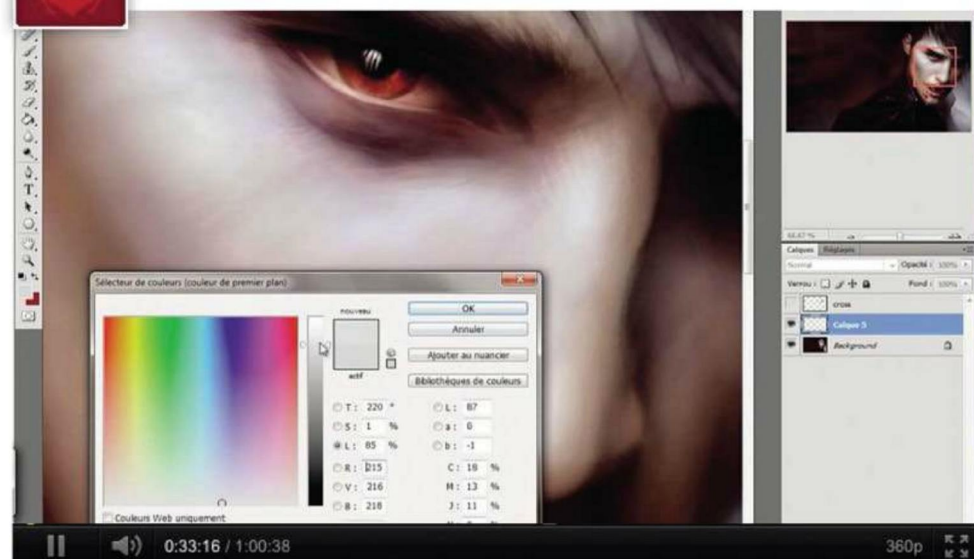 T
66,67 %
Calques Réglages
Normal Opacité : 100%
Verrou : Fond : 100%
cross
Calque 5
Background
Sélecteur de couleurs (couleur de premier plan)
nouveau
actif
OK
Annuler
Ajouter au nuancier
Bibliothèques de couleurs
T : 220 °
S : 1 %
L : 85 %
R : 215
V : 216
B : 218
L : 87
a : 0
b : -1
C : 18 %
M : 13 %
J : 11 %
Couleurs Web uniquement
0:33:16 / 1:00:38
360p